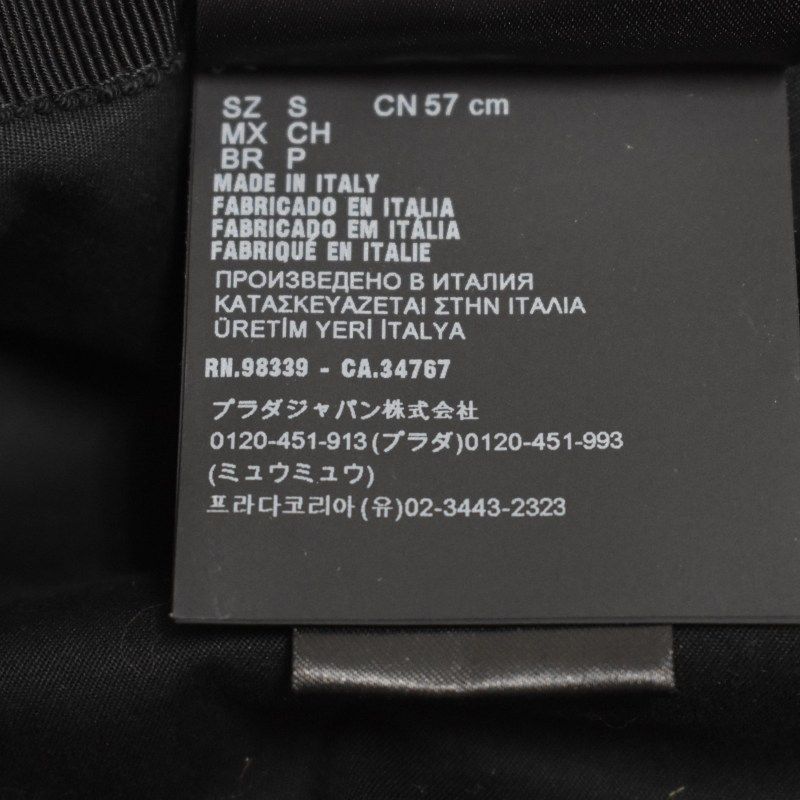 SZ S CN 57 cm
MX CH
BR P
MADE IN ITALY
FABRICADO EN ITALIA
FABRICADO EM ITÁLIA
FABRIQUÉ EN ITALIE
ПРОИЗВЕДЕНО В ИТАЛИЯ
ΚΑΤΑΣΚΕΥΑΖΕΤΑΙ ΣΤΗΝ ΙΤΑΛΙΑ
ÜRETİM YERİ İTALYA
RN.98339 - CA.34767
プラダジャパン株式会社
0120-451-913(プラダ)0120-451-993
(ミュウミュウ)
프라다코리아(유)02-3443-2323